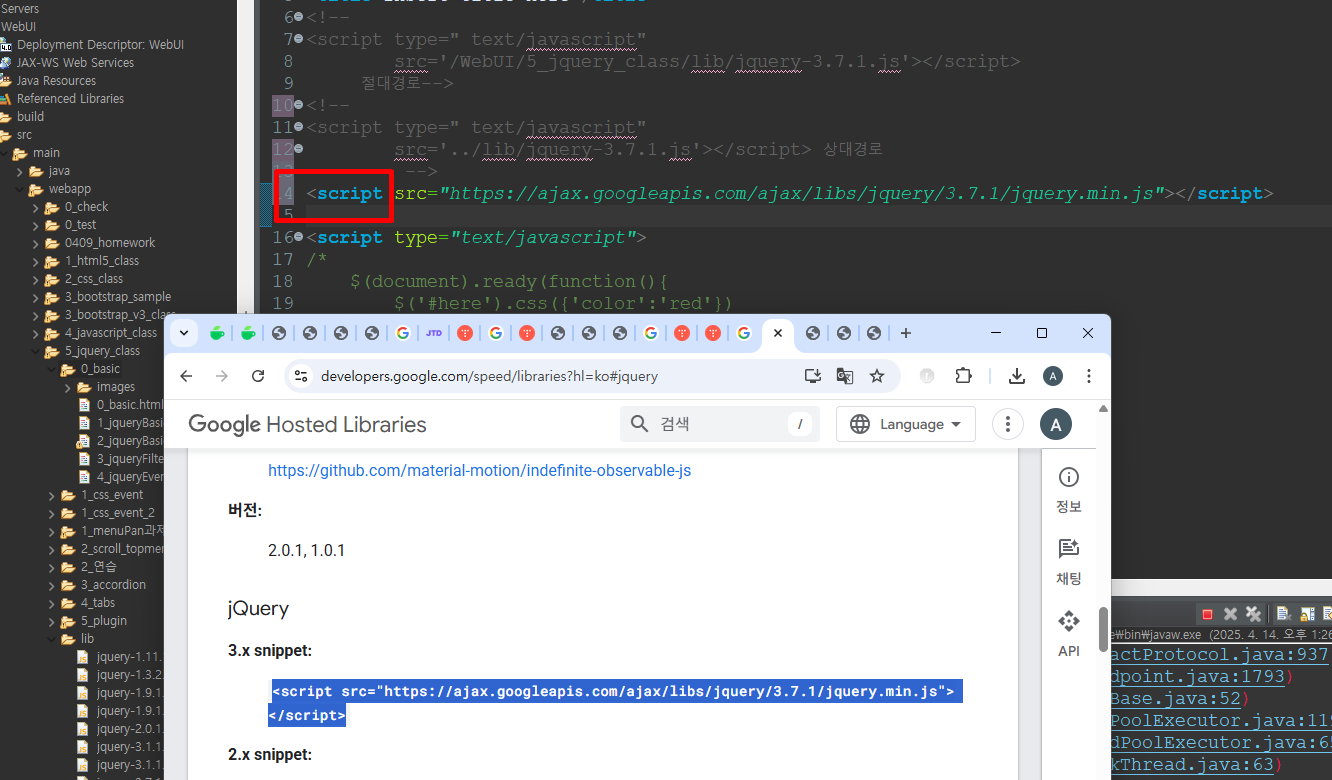 Servers
WebUI
Deployment Descriptor: WebUI
JAX-WS Web Services
Java Resources
Referenced Libraries
build
src
main
java
webapp
0_check
0_test
0409_homework
1_html5_class
2_css_class
3_bootstrap_sample
3_bootstrap_v3_class
4_javascript_class
5_jquery_class
0_basic
images
0_basic.html
1_jqueryBasi
2_jqueryBasi
3_jqueryFilte
4_jqueryEver
1_css_event
1_css_event_2
1_menuPan과제
2_scroll_topmer
2_연습
3_accordion
4_tabs
5_plugin
lib
jquery-1.11.
jquery-1.3.2.
jquery-1.9.1.
jquery-1.9.1.
jquery-2.0.1.
jquery-3.1.1.
jquery-3.1.1.
6 <!--
7 <script type=" text/javascript"
8 src='/WebUI/5_jquery_class/lib/jquery-3.7.1.js'></script>
9 절대경로-->
10 <!--
11 <script type=" text/javascript"
12 src='../lib/jquery-3.7.1.js'></script> 상대경로
13 -->
14 <script src="https://ajax.googleapis.com/ajax/libs/jquery/3.7.1/jquery.min.js"></script>
15
16 <script type="text/javascript">
17 /*
18 $(document).ready(function(){
19 $('#here').css({'color':'red'})
JTD
developers.google.com/speed/libraries?hl=ko#jquery
A
Google Hosted Libraries
검색
/
Language
A
https://github.com/material-motion/indefinite-observable-js
버전:
2.0.1, 1.0.1
jQuery
3.x snippet:
<script src="https://ajax.googleapis.com/ajax/libs/jquery/3.7.1/jquery.min.js">
</script>
2.x snippet:
정보
채팅
API
e₩bin₩javaw.exe (2025. 4. 14. 오후 1:26
actProtocol.java:937
dpoint.java:1793)
Base.java:52)
PoolExecutor.java:119
dPoolExecutor.java:65
kThread.java:63)